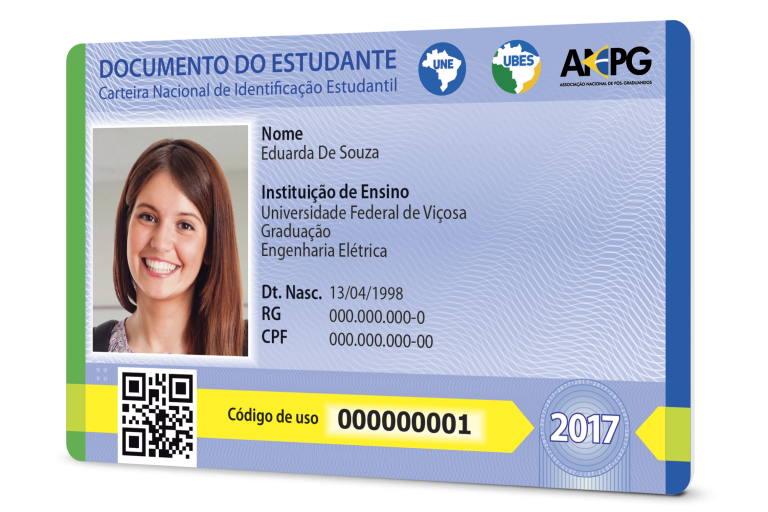 DOCUMENTO DO ESTUDANTE
Carteira Nacional de Identificação Estudantil
UNE
UBES
ANPG
ASSOCIAÇÃO NACIONAL DE PÓS-GRADUANDOS
Nome
Eduarda De Souza
Instituição de Ensino
Universidade Federal de Viçosa
Graduação
Engenharia Elétrica
Dt. Nasc. 13/04/1998
RG 000.000.000-0
CPF 000.000.000-00
Código de uso 000000001
2017